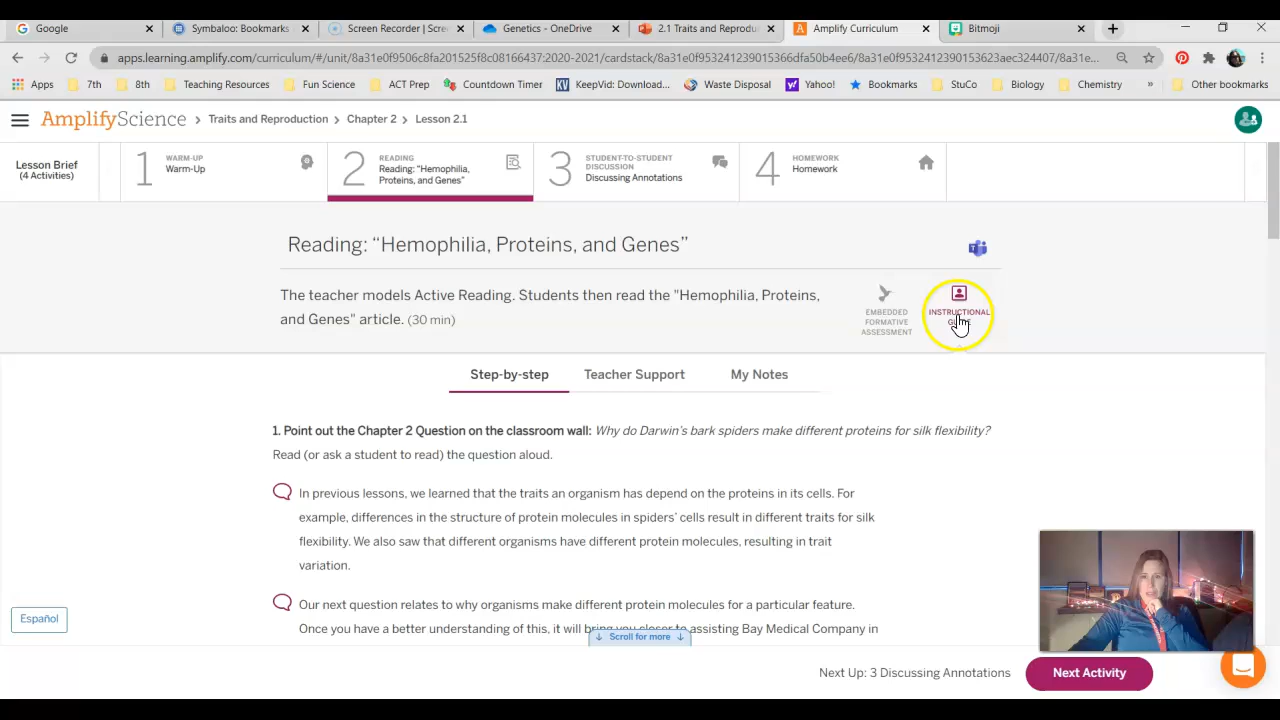 Google
Symbaloo: Bookmarks
Screen Recorder | Scre
Genetics - OneDrive
2.1 Traits and Reprodu
Amplify Curriculum
Bitmoji
apps.learning.amplify.com/curriculum/#/unit/8a31e0f9506c8fa201525f9c08166437:2020-2021/cardstack/8a31e0f953241239015366dfa50b4ee6/8a31e0f9532412390153623aec324407/8a31e0f9...
Apps
7th
8th
Teaching Resources
Fun Science
ACT Prep
Countdown Timer
KeepVid: Download...
Waste Disposal
Yahoo!
Bookmarks
StuCo
Biology
Chemistry
»
Other bookmarks
AmplifyScience > Traits and Reproduction > Chapter 2 > Lesson 2.1
Lesson Brief
(4 Activities)
1
WARM-UP
Warm-Up
2
READING
Reading: “Hemophilia,
Proteins, and Genes”
3
STUDENT-TO-STUDENT
DISCUSSION
Discussing Annotations
4
HOMEWORK
Homework
Reading: “Hemophilia, Proteins, and Genes”
The teacher models Active Reading. Students then read the "Hemophilia, Proteins,
and Genes" article. (30 min)
EMBEDDED
FORMATIVE
ASSESSMENT
INSTRUCTIONAL
Step-by-step
Teacher Support
My Notes
1. Point out the Chapter 2 Question on the classroom wall: Why do Darwin's bark spiders make different proteins for silk flexibility?
Read (or ask a student to read) the question aloud.
In previous lessons, we learned that the traits an organism has depend on the proteins in its cells. For
example, differences in the structure of protein molecules in spiders’ cells result in different traits for silk
flexibility. We also saw that different organisms have different protein molecules, resulting in trait
variation.
Our next question relates to why organisms make different protein molecules for a particular feature.
Once you have a better understanding of this, it will bring you closer to assisting Bay Medical Company in
↓ Scroll for more ↓
Español
Next Up: 3 Discussing Annotations
Next Activity